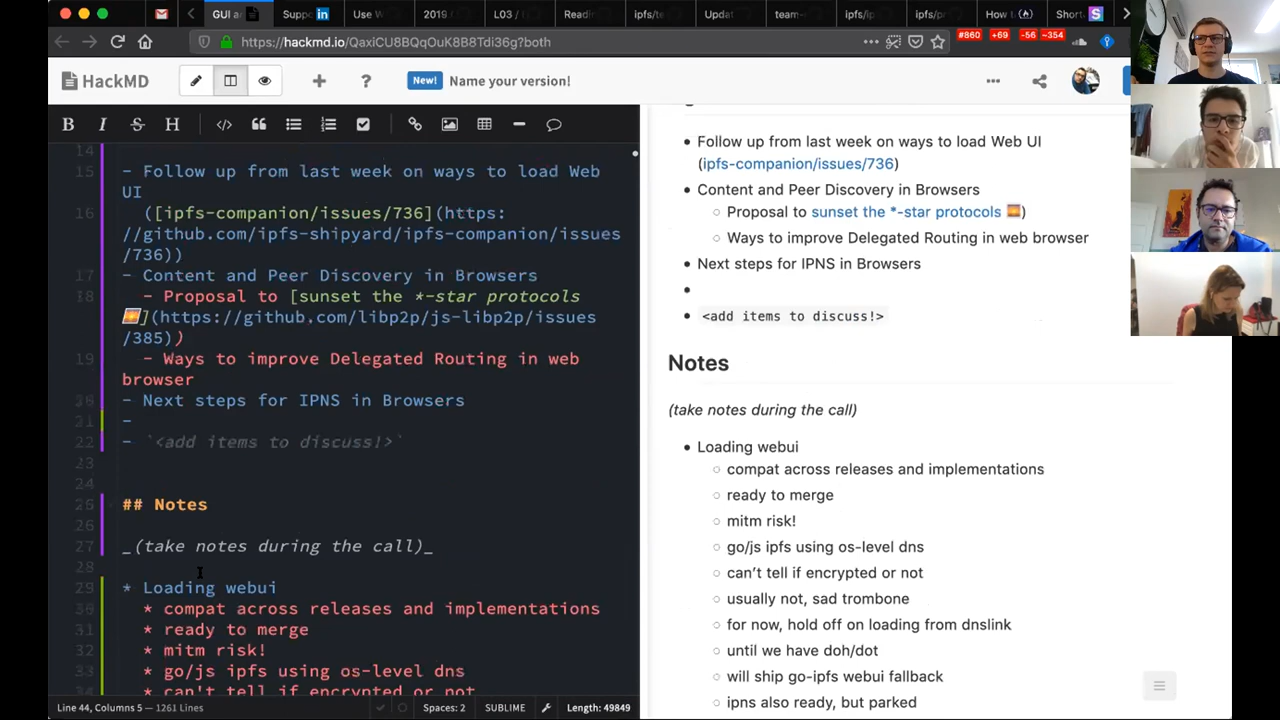 GUI a
Suppo
Use W
2019 /
L03 /
Readi
ipfs/te
Updat
team-
ipfs/ip
ipfs/pr
How t
Short
https://hackmd.io/QaxiCU8BQqOuK8B8Tdi36g?both
#860 +69 -56 ~354
HackMD
New! Name your version!
14
15 - Follow up from last week on ways to load Web
UI
16 ([ipfs-companion/issues/736](https:
//github.com/ipfs-shipyard/ipfs-companion/issues
/736))
17 - Content and Peer Discovery in Browsers
18 - Proposal to [sunset the *-star protocols
🌅](https://github.com/libp2p/js-libp2p/issues
/385))
19 - Ways to improve Delegated Routing in web
browser
20 - Next steps for IPNS in Browsers
21 -
22 - `<add items to discuss!>`
23
24
25 ## Notes
26
27 _(take notes during the call)_
28
29 * Loading webui
30 * compat across releases and implementations
31 * ready to merge
32 * mitm risk!
33 * go/js ipfs using os-level dns
34 * can't tell if encrypted or
Line 44, Columns 5 — 1261 Lines
Spaces: 2
SUBLIME
Length: 49849
Follow up from last week on ways to load Web UI
(ipfs-companion/issues/736)
Content and Peer Discovery in Browsers
Proposal to sunset the *-star protocols 🌅)
Ways to improve Delegated Routing in web browser
Next steps for IPNS in Browsers
<add items to discuss!>
Notes
(take notes during the call)
Loading webui
compat across releases and implementations
ready to merge
mitm risk!
go/js ipfs using os-level dns
can't tell if encrypted or not
usually not, sad trombone
for now, hold off on loading from dnslink
until we have doh/dot
will ship go-ipfs webui fallback
ipns also ready, but parked